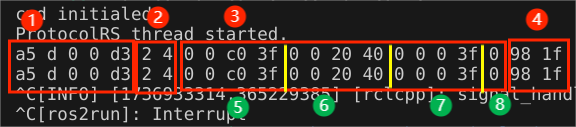 cmd initialed
1 2 3 4
ProtocolRS thread started.
a5 d 0 0 d3 2 4 0 0 c0 3f 0 0 20 40 0 0 0 3f 0 98 1f
a5 d 0 0 d3 2 4 0 0 c0 3f 0 0 20 40 0 0 0 3f 0 98 1f
^C[INFO] [1736933314.365229385] [rclcpp]: signal_handl
5 6 7 8
^C[ros2run]: Interrupt